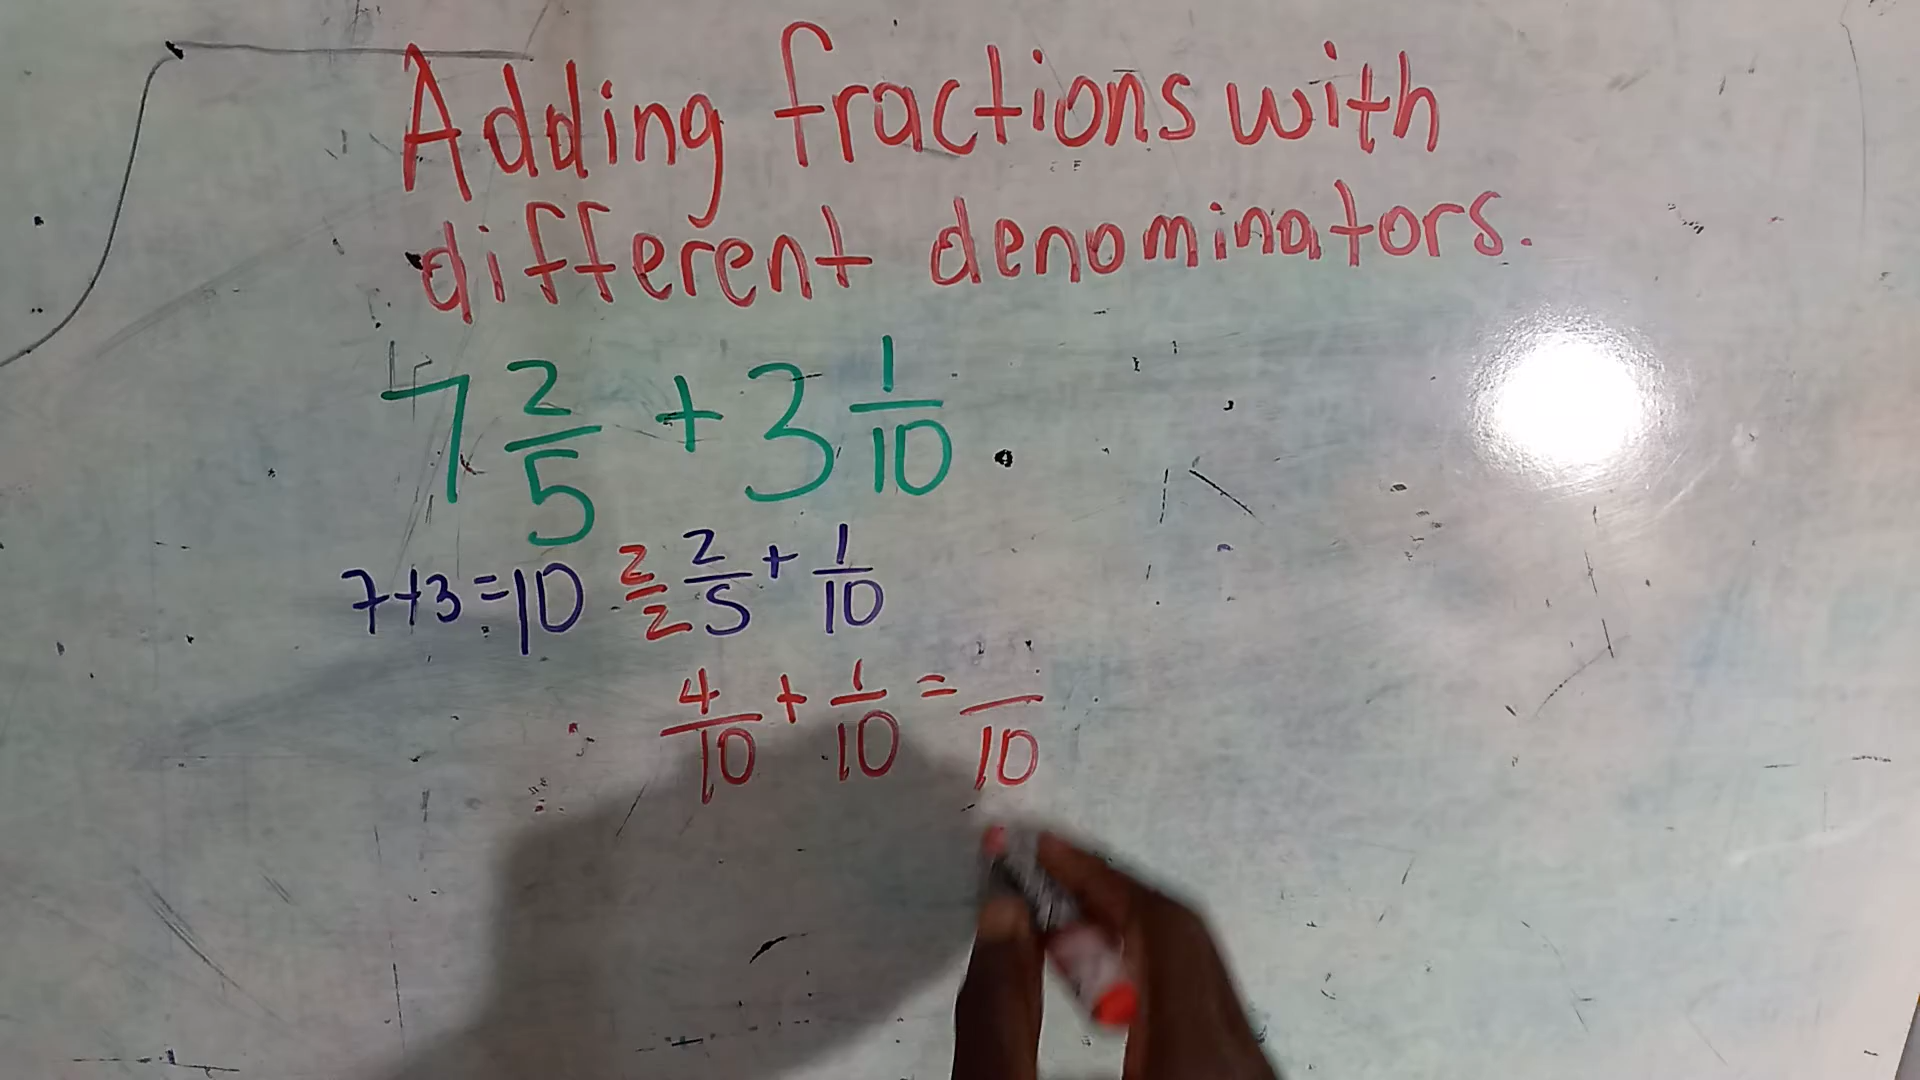 Adding fractions with
different denominators.
7 2/5 + 3 1/10
7+3=10 2/2 2/5 + 1/10
4/10 + 1/10 = /10